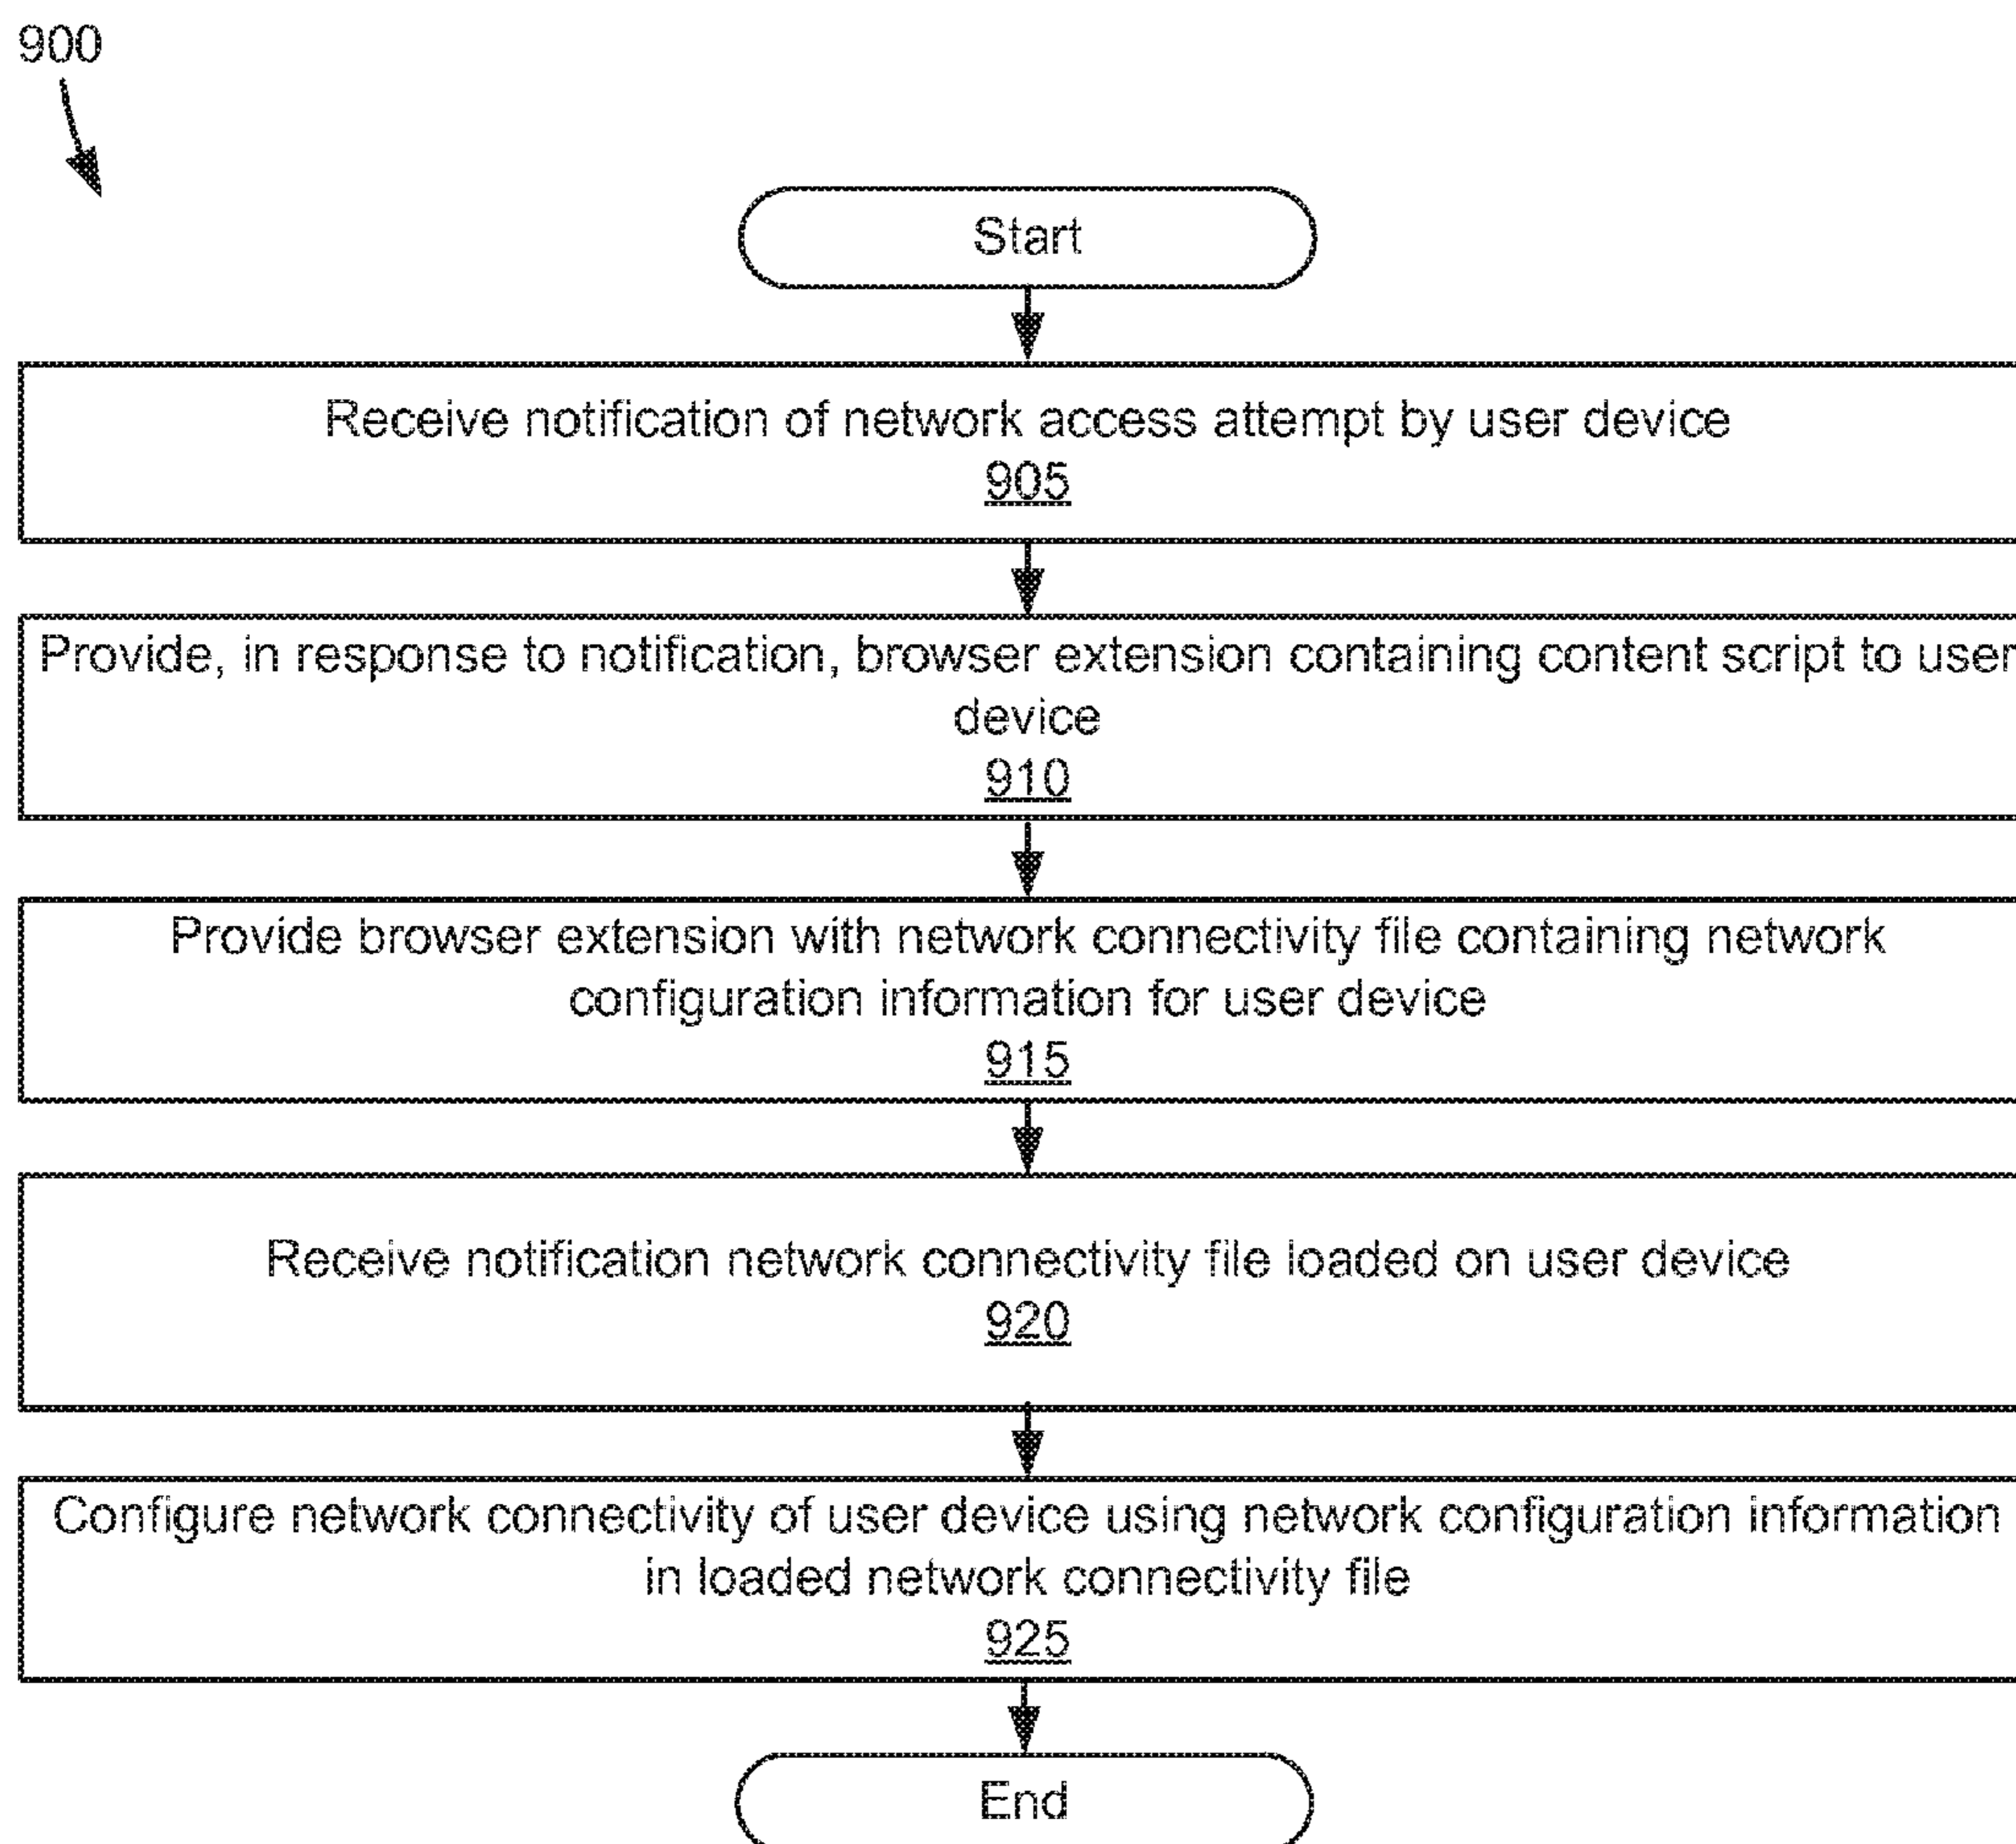 900
Start
Receive notification of network access attempt by user device
905
Provide, in response to notification, browser extension containing content script to user
device
910
Provide browser extension with network connectivity file containing network
configuration information for user device
915
Receive notification network connectivity file loaded on user device
920
Configure network connectivity of user device using network configuration information
in loaded network connectivity file
925
End